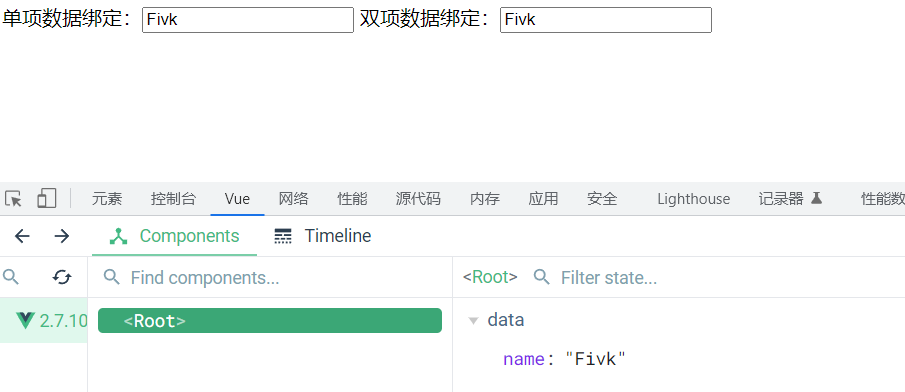 单项数据绑定：Fivk 双项数据绑定：Fivk
元素 控制台 Vue 网络 性能 源代码 内存 应用 安全 Lighthouse 记录器 性能数
Components Timeline
Find components... <Root> Filter state...
2.7.10 <Root> data
name: "Fivk"